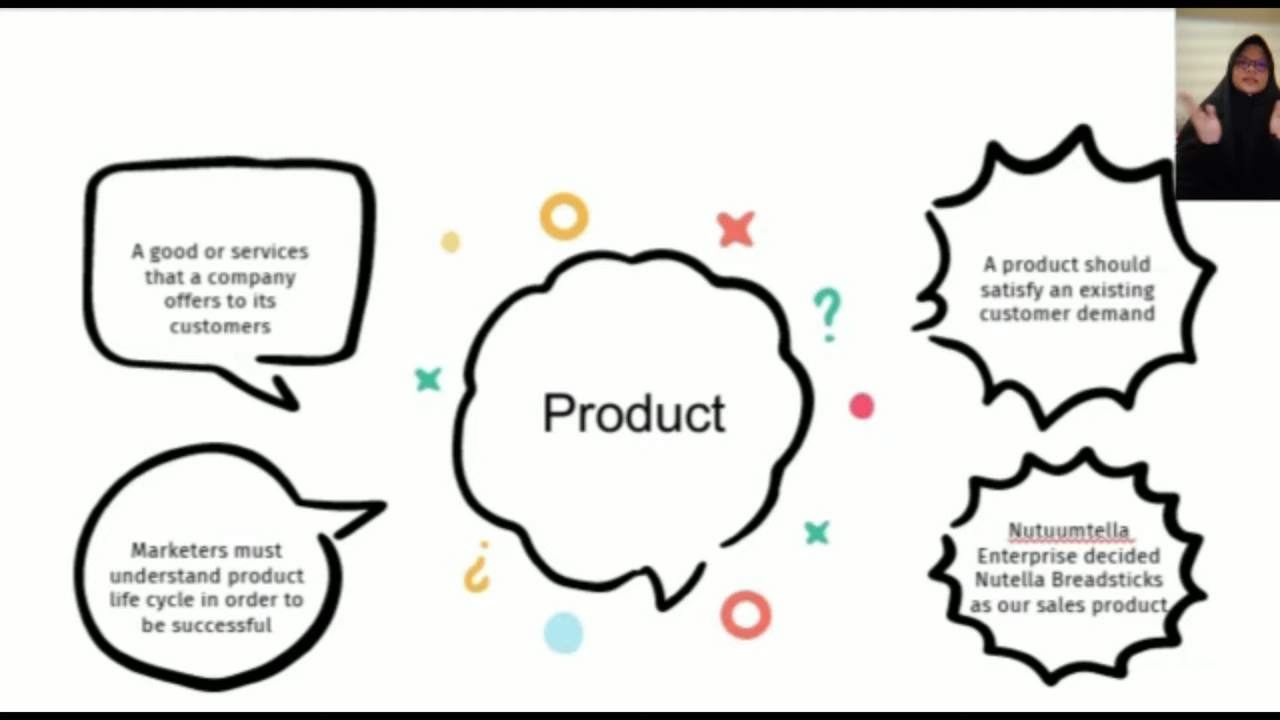 A good or services
that a company
offers to its
customers
Marketers must
understand product
life cycle in order to
be successful
Product
A product should
satisfy an existing
customer demand
Nutuumtella
Enterprise decided
Nutella Breadsticks
as our sales product